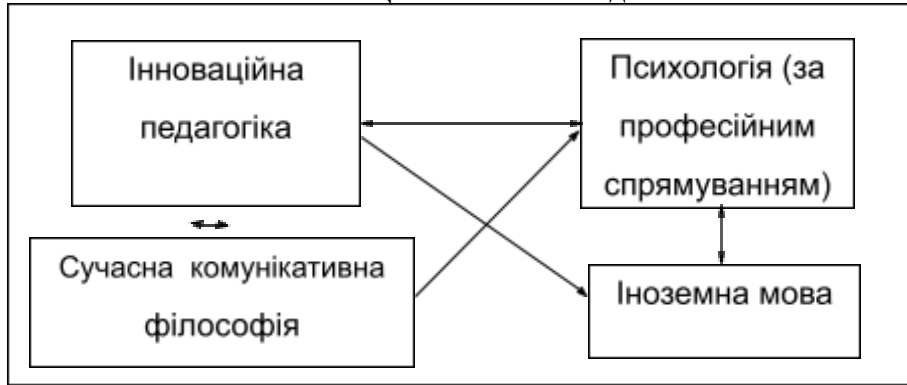 Інноваційна
педагогіка
Психологія (за
професійним
спрямуванням)
Сучасна комунікативна
філософія
Іноземна мова